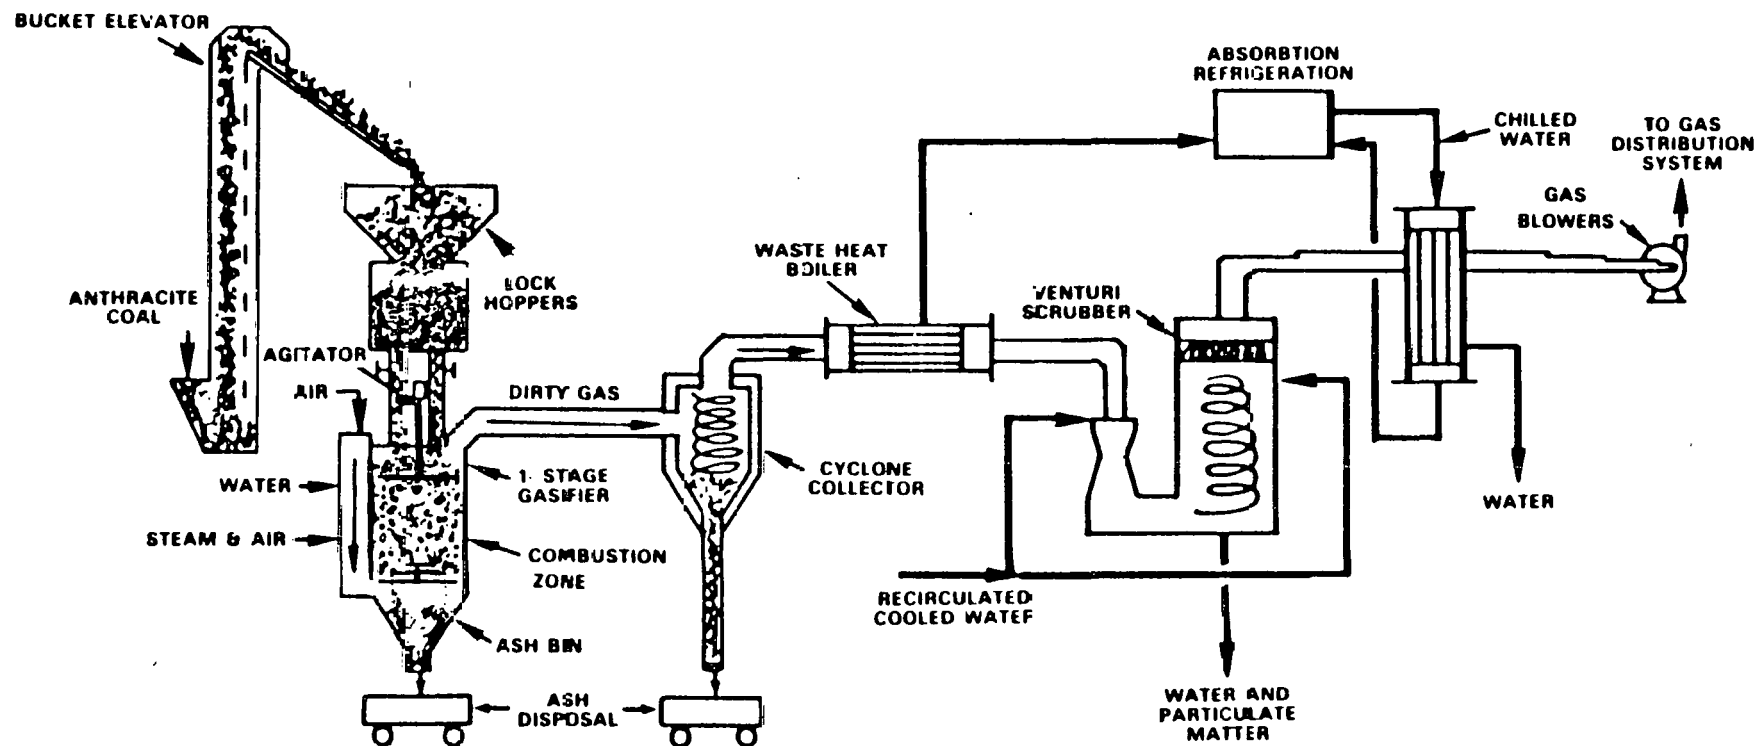 BUCKET ELEVATOR
ABSORBTION
REFRIGERATION
CHILLED
WATER
TO GAS
DISTRIBUTION
SYSTEM
GAS
BLOWERS
WASTE HEAT
BOILER
LOCK
HOPPERS
ANTHRACITE
COAL
VENTURI
SCRUBBER
AGITATOR
AIR
DIRTY GAS
CYCLONE
COLLECTOR
1- STAGE
GASIFIER
WATER
WATER
STEAM & AIR
COMBUSTION
ZONE
RECIRCULATED
COOLED WATER
ASH BIN
ASH
DISPOSAL
WATER AND
PARTICULATE
MATTER